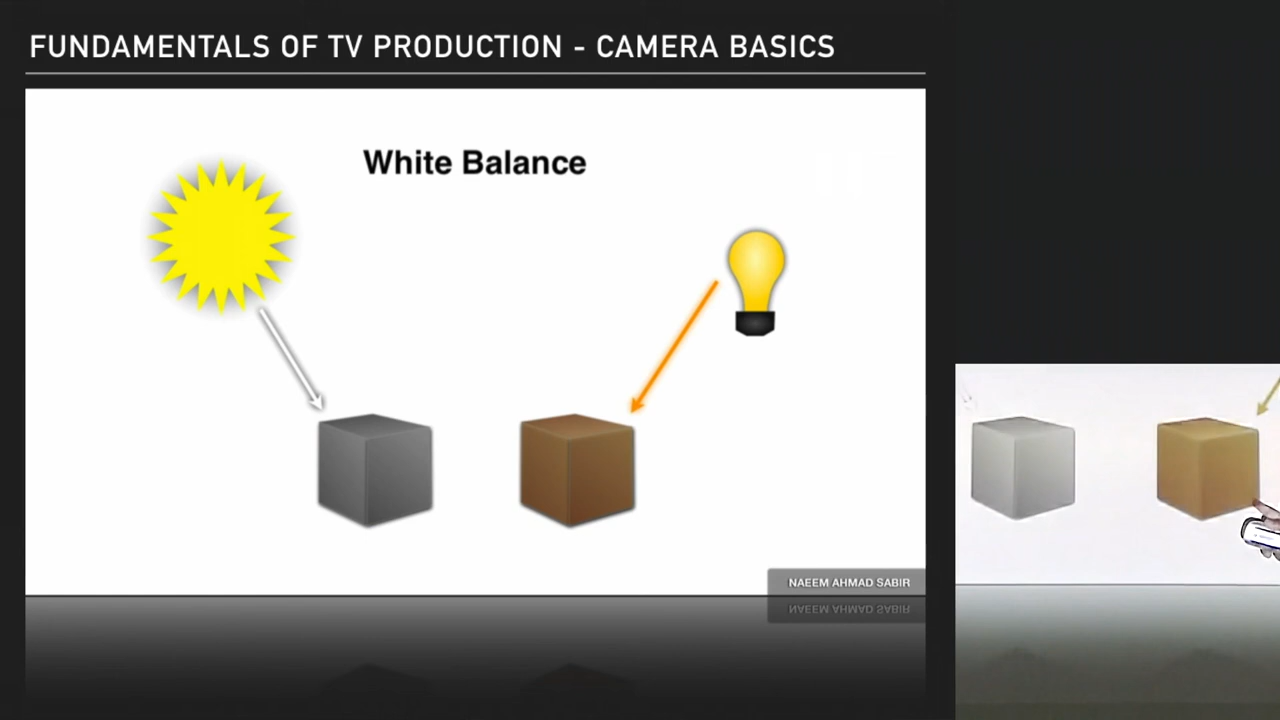 FUNDAMENTALS OF TV PRODUCTION - CAMERA BASICS
White Balance
NAEEM AHMAD SABIR